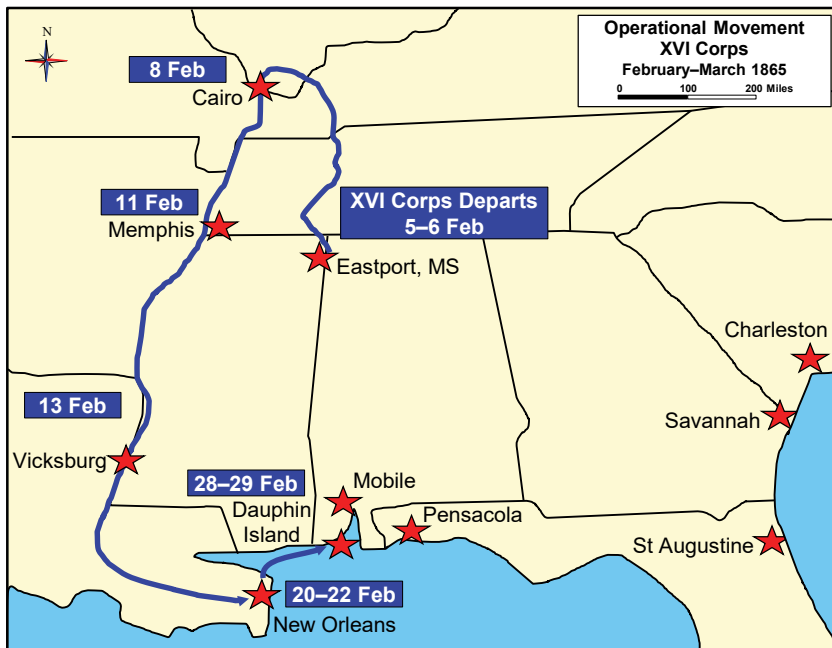 N
Operational Movement
XVI Corps
February–March 1865
0 100 200 Miles
8 Feb
Cairo
11 Feb
Memphis
XVI Corps Departs
5–6 Feb
Eastport, MS
Charleston
13 Feb
Savannah
Vicksburg
28–29 Feb
Mobile
Dauphin
Island
Pensacola
St Augustine
20–22 Feb
New Orleans